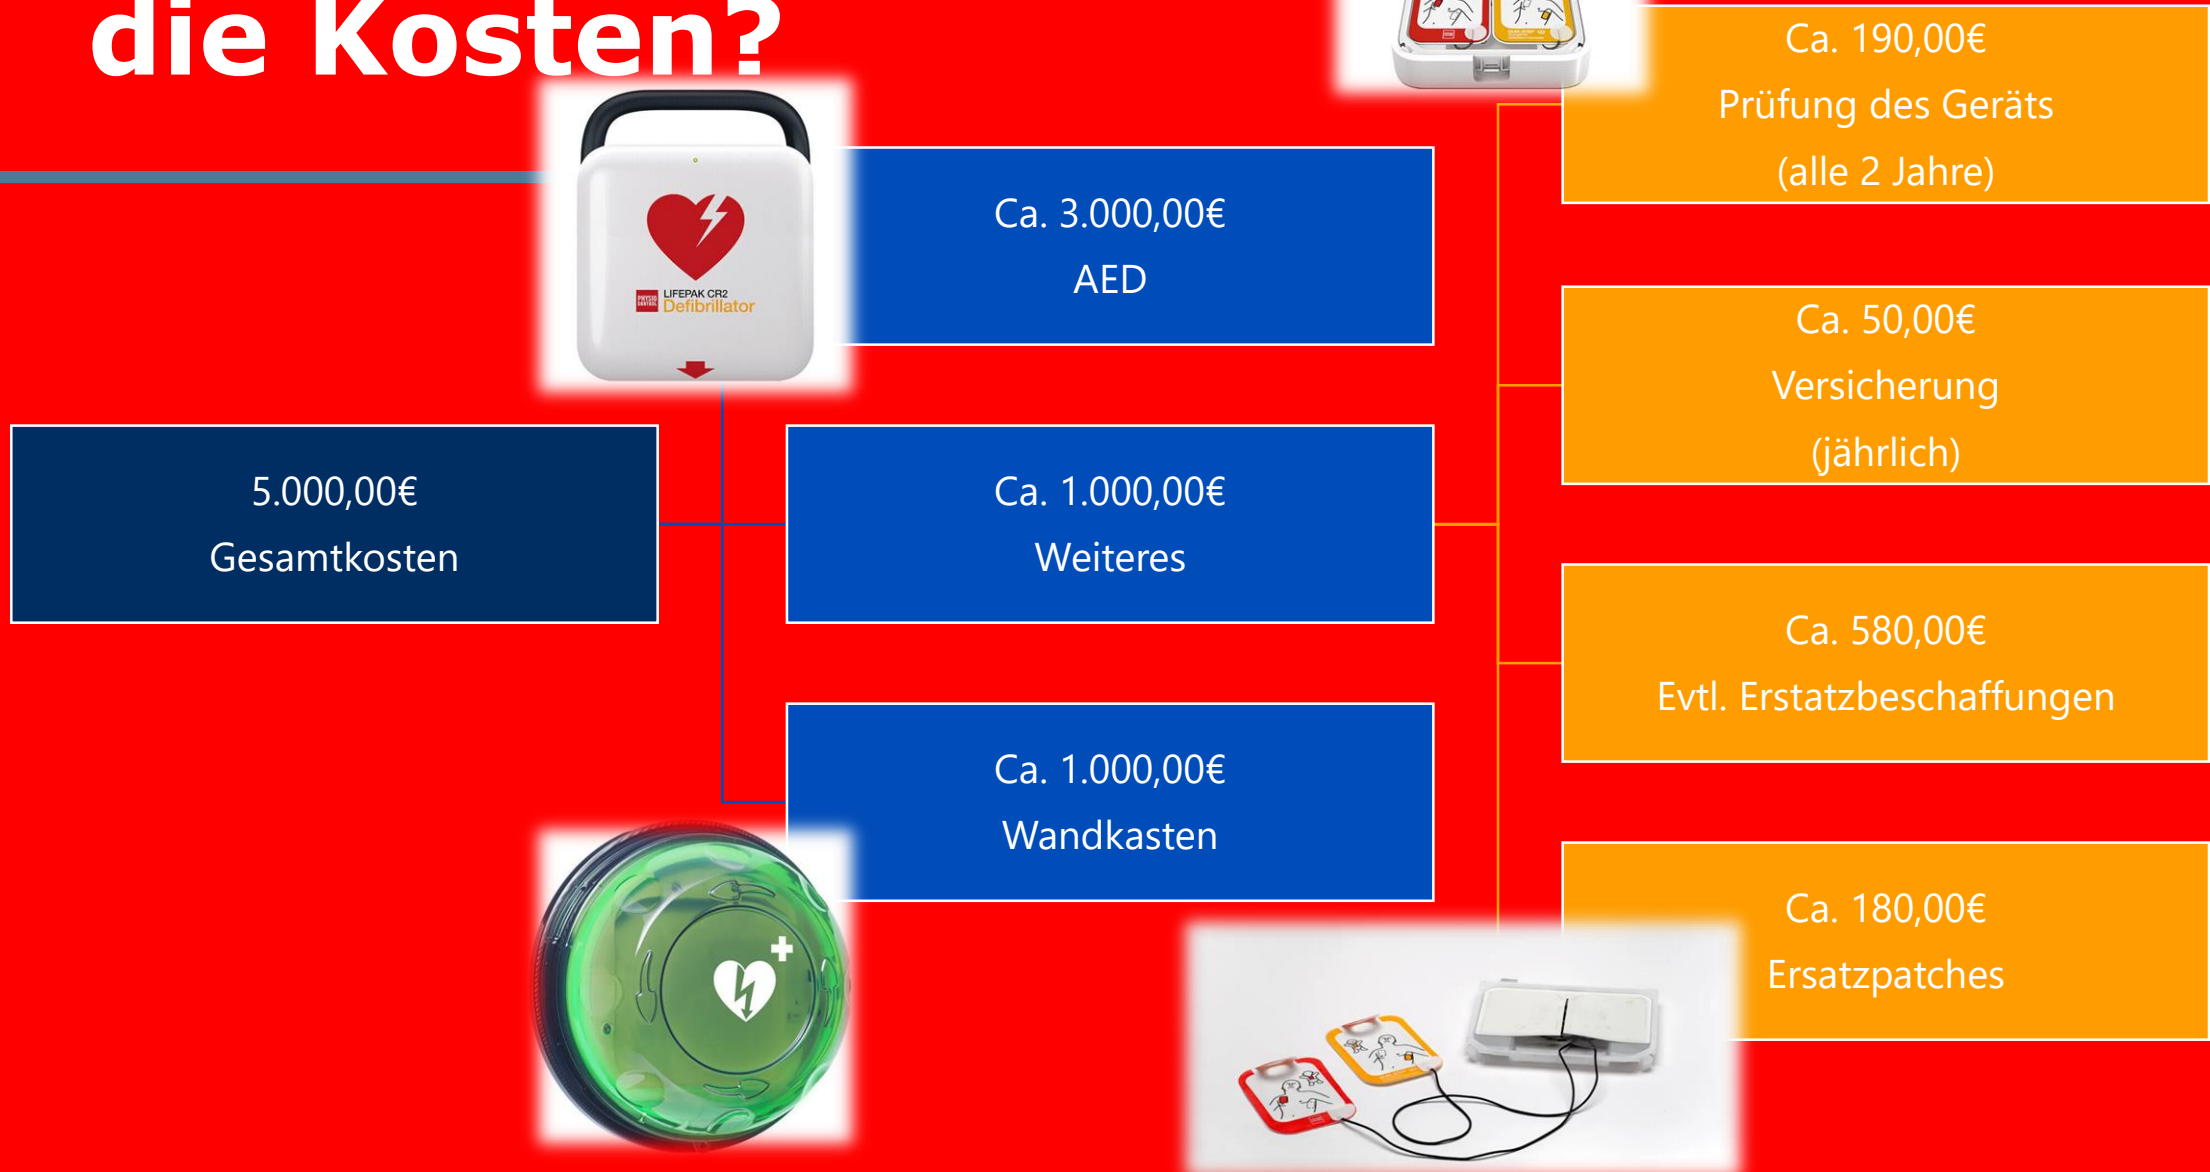 die Kosten?
LIFEPAK CR2
Defibrillator
PHYSIO
CONTROL
5.000,00€
Gesamtkosten
Ca. 3.000,00€
AED
Ca. 1.000,00€
Weiteres
Ca. 1.000,00€
Wandkasten
Ca. 190,00€
Prüfung des Geräts
(alle 2 Jahre)
Ca. 50,00€
Versicherung
(jährlich)
Ca. 580,00€
Evtl. Erstatzbeschaffungen
Ca. 180,00€
Ersatzpatches